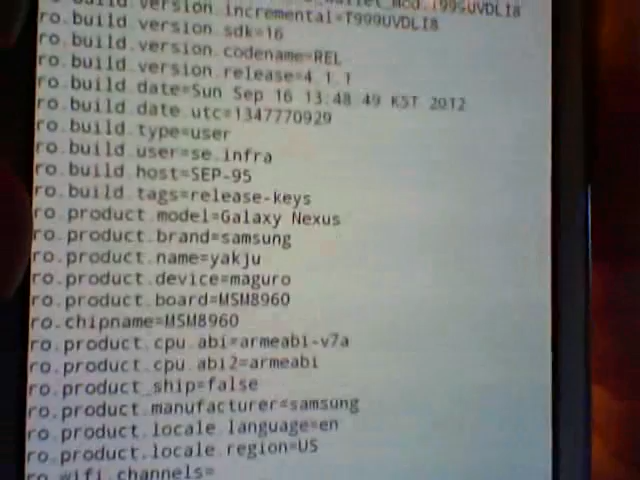 ro.build.version.incremental=T999UVDLI8
ro.build.version.sdk=16
ro.build.version.codename=REL
ro.build.version.release=4.1.1
ro.build.date=Sun Sep 16 13:48:49 KST 2012
ro.build.date.utc=1347770929
ro.build.type=user
ro.build.user=se.infra
ro.build.host=SEP-95
ro.build.tags=release-keys
ro.product.model=Galaxy Nexus
ro.product.brand=samsung
ro.product.name=yakju
ro.product.device=maguro
ro.product.board=MSM8960
ro.chipname=MSM8960
ro.product.cpu.abi=armeabi-v7a
ro.product.cpu.abi2=armeabi
ro.product_ship=false
ro.product.manufacturer=samsung
ro.product.locale.language=en
ro.product.locale.region=US
ro.wifi.channels=